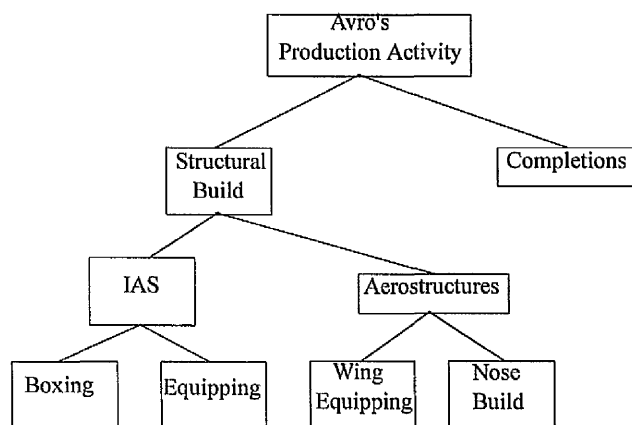 Avro's
Production Activity
Structural
Build
Completions
IAS
Aerostructures
Boxing
Equipping
Wing
Equipping
Nose
Build